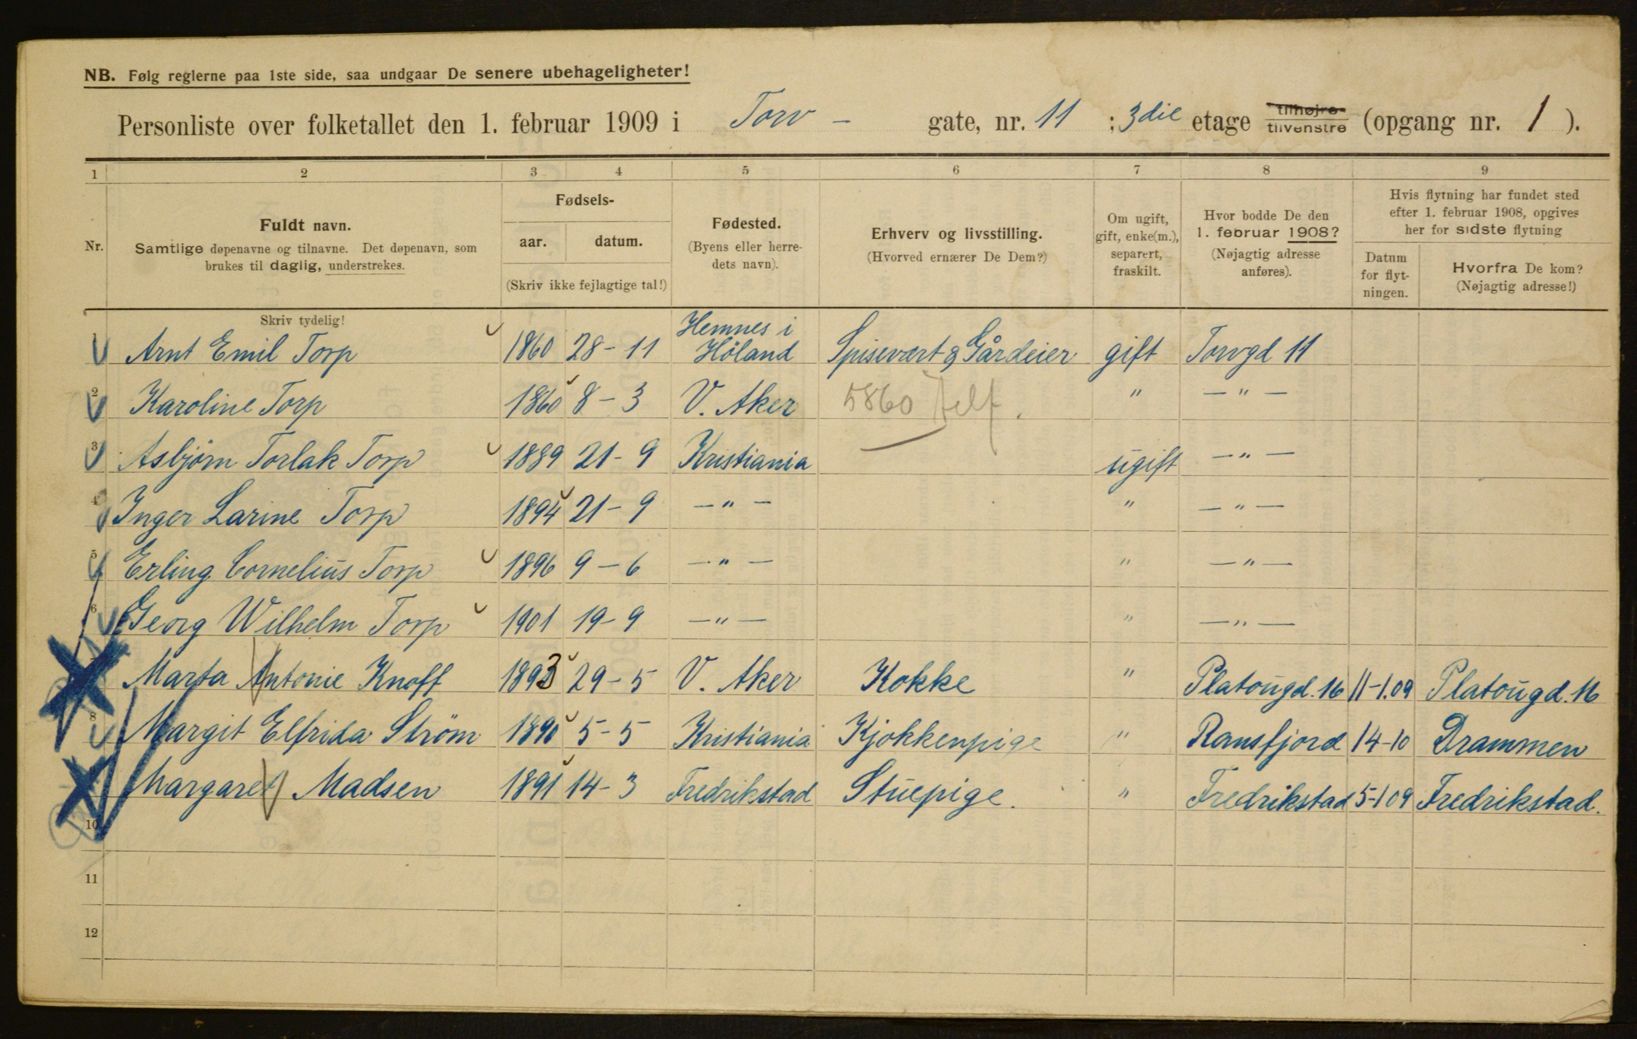 NB. Følg reglerne paa 1ste side, saa undgaar De senere ubehageligheter!
Personliste over folketallet den 1. februar 1909 i Torv – gate, nr. 11 : 3die etage tilhøjre tilvenstre (opgang nr. 1 ).
1 2 3 4 5 6 7 8 9
Nr.
Fuldt navn.
Samtlige døpenavne og tilnavne. Det døpenavn, som
brukes til daglig, understrekes.
Skriv tydelig!
Fødsels-
aar. datum.
(Skriv ikke fejlagtige tal!)
Fødested.
(Byens eller herre-
dets navn).
Erhverv og livsstilling.
(Hvorved ernærer De Dem?)
Om ugift,
gift, enke(m.),
separert,
fraskilt.
Hvor bodde De den
1. februar 1908?
(Nøjagtig adresse
anføres).
Hvis flytning har fundet sted
efter 1. februar 1908, opgives
her for sidste flytning
Datum
for flyt-
ningen.
Hvorfra De kom?
(Nøjagtig adresse!)
1 Arnt Emil Torp 1860 28-11 Hemnes i Høland Spisevært & Gårdeier gift Torvgd 11
2 Karoline Torp 1860 8-3 V. Aker 5860 " — " —
3 Asbjørn Torlak Torp 1889 21-9 Kristiania ugift — " —
4 Inger Larine Torp 1894 21-9 — " — " — " —
5 Erling Cornelius Torp 1896 9-6 — " — " — " —
6 Georg Wilhelm Torp 1901 19-9 — " — " — " —
Marta Antonie Knoff 1893 29-5 V. Aker Kokke " Platougd. 16 11-1.09 Platougd. 16
8 Margit Elfrida Strøm 1890 5-5 Kristiania Kjøkkenpige " Ransfjord 14-10 Drammen
Margaret Madsen 1891 14-3 Fredrikstad Stuepige. " Fredrikstad 5-1 09 Fredrikstad.
10
11
12